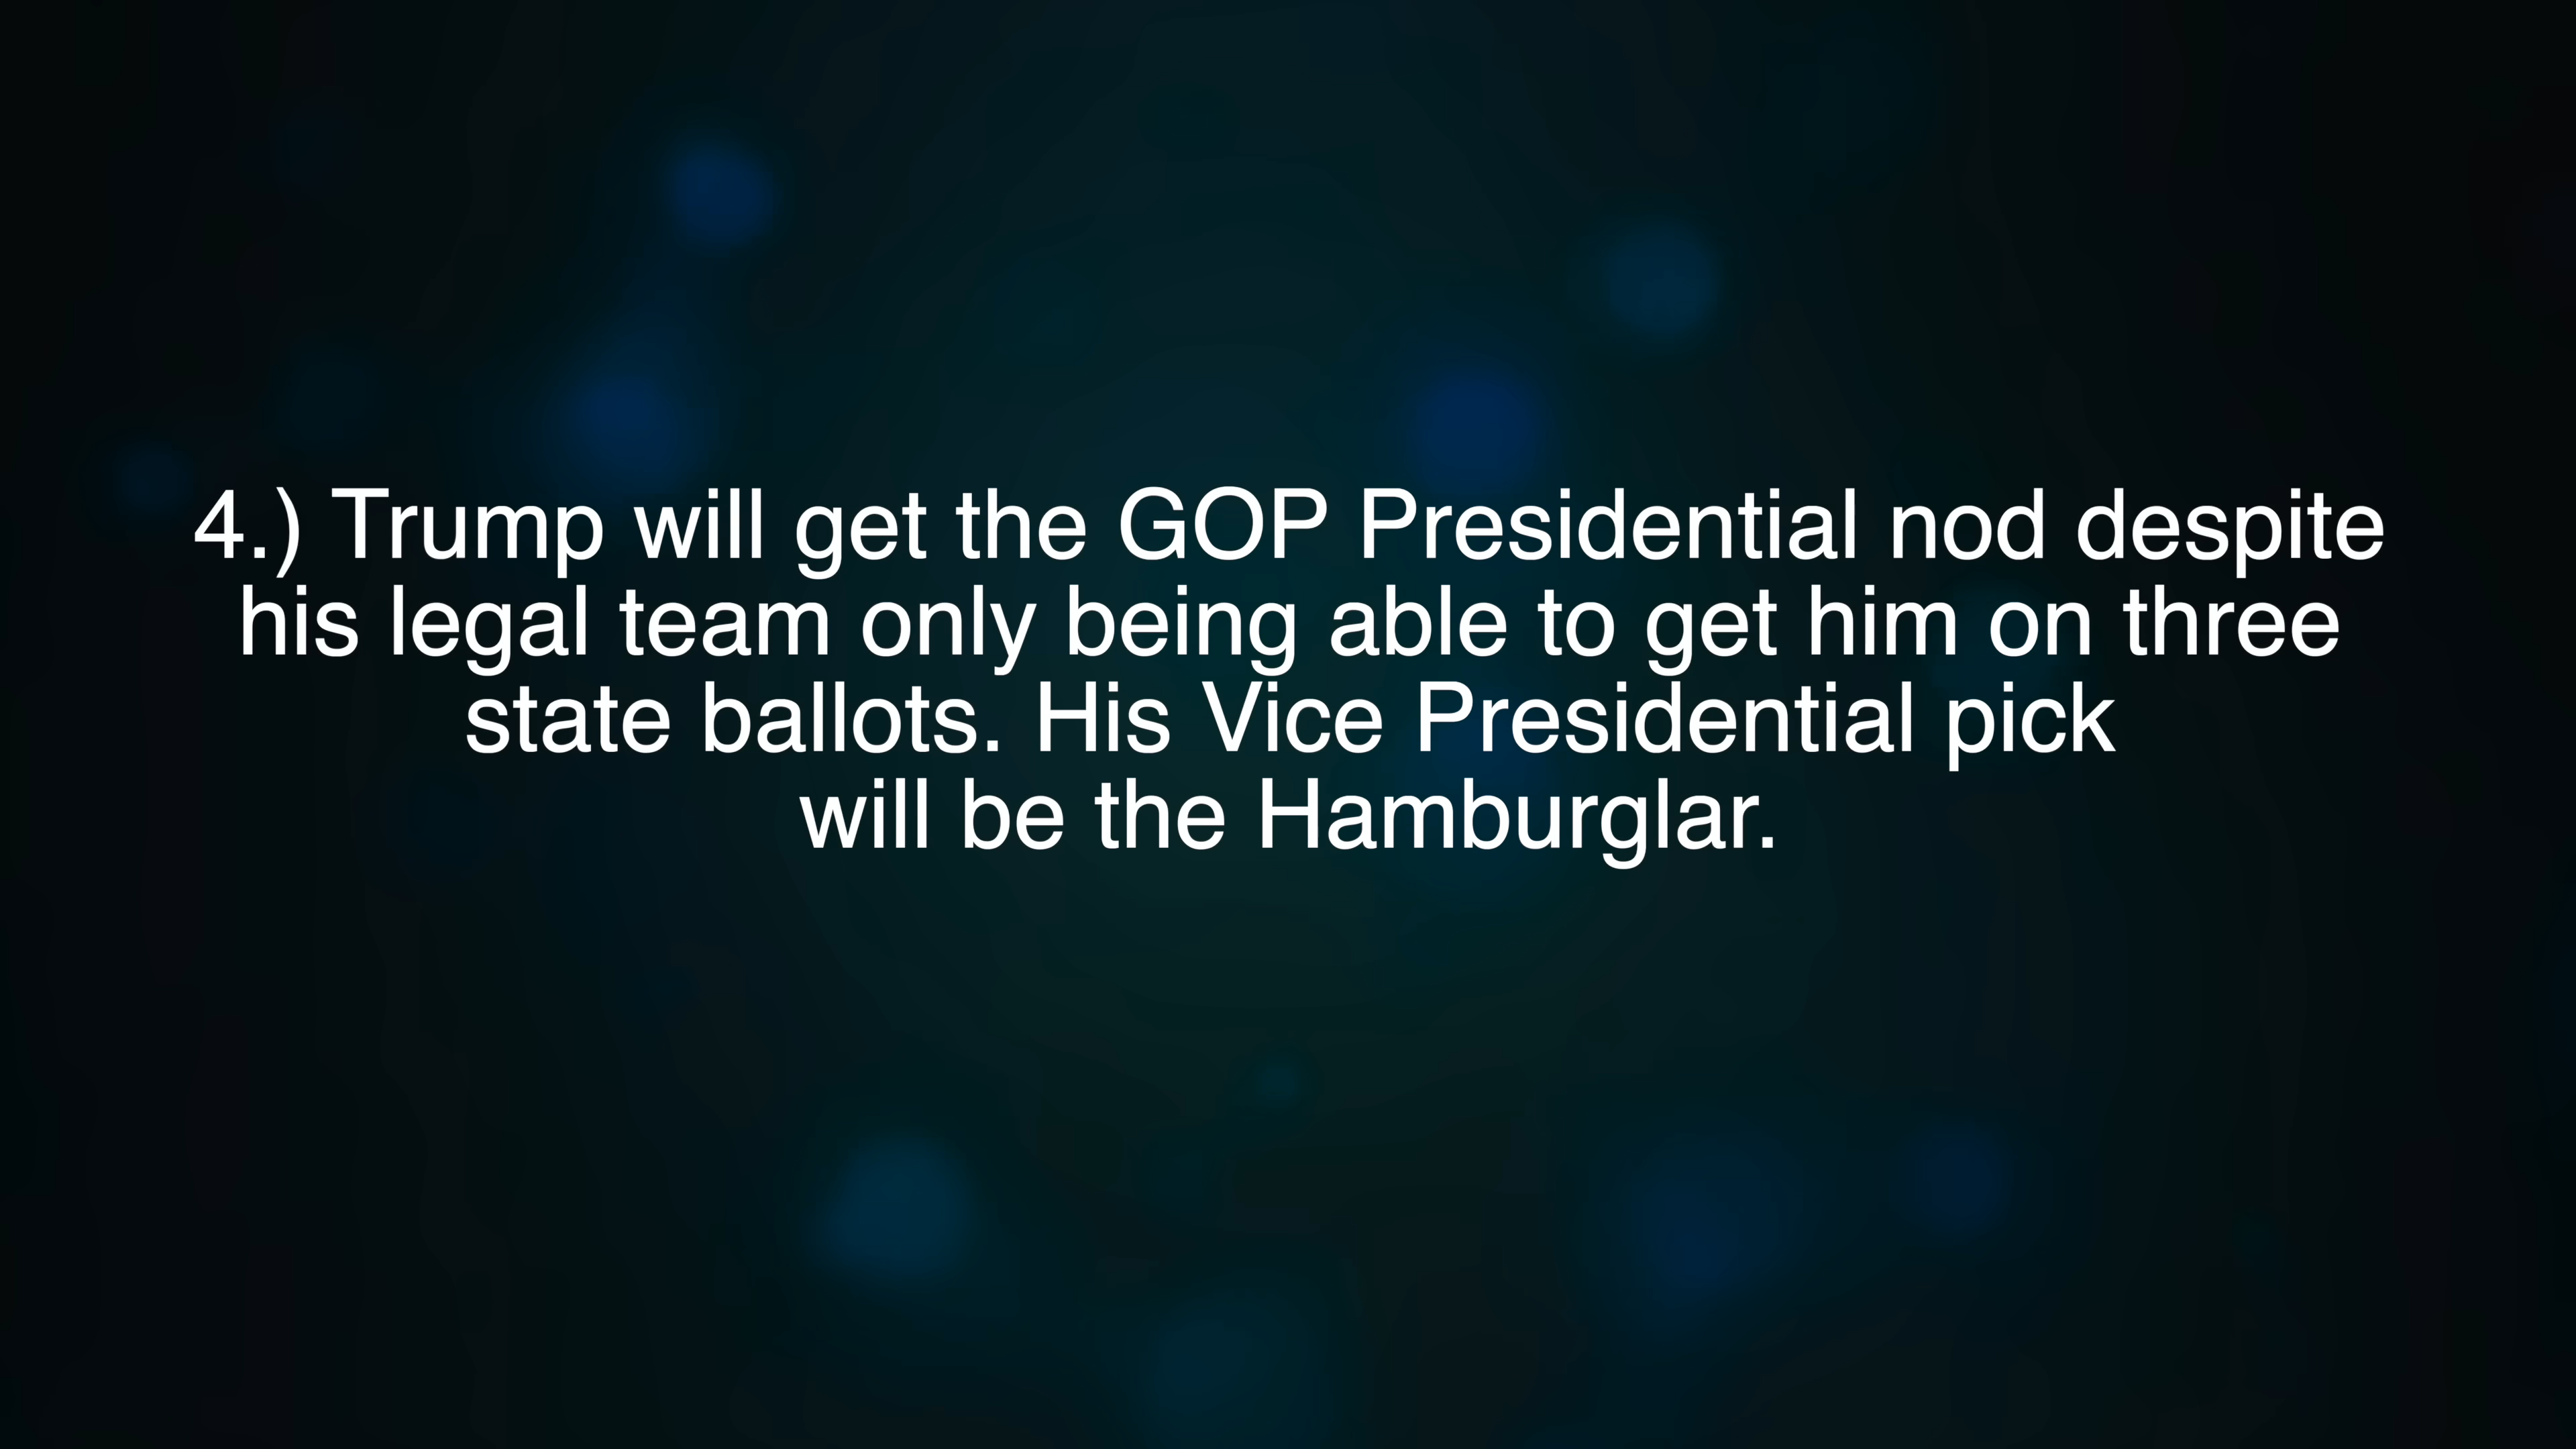 4.) Trump will get the GOP Presidential nod despite
his legal team only being able to get him on three
state ballots. His Vice Presidential pick
will be the Hamburglar.